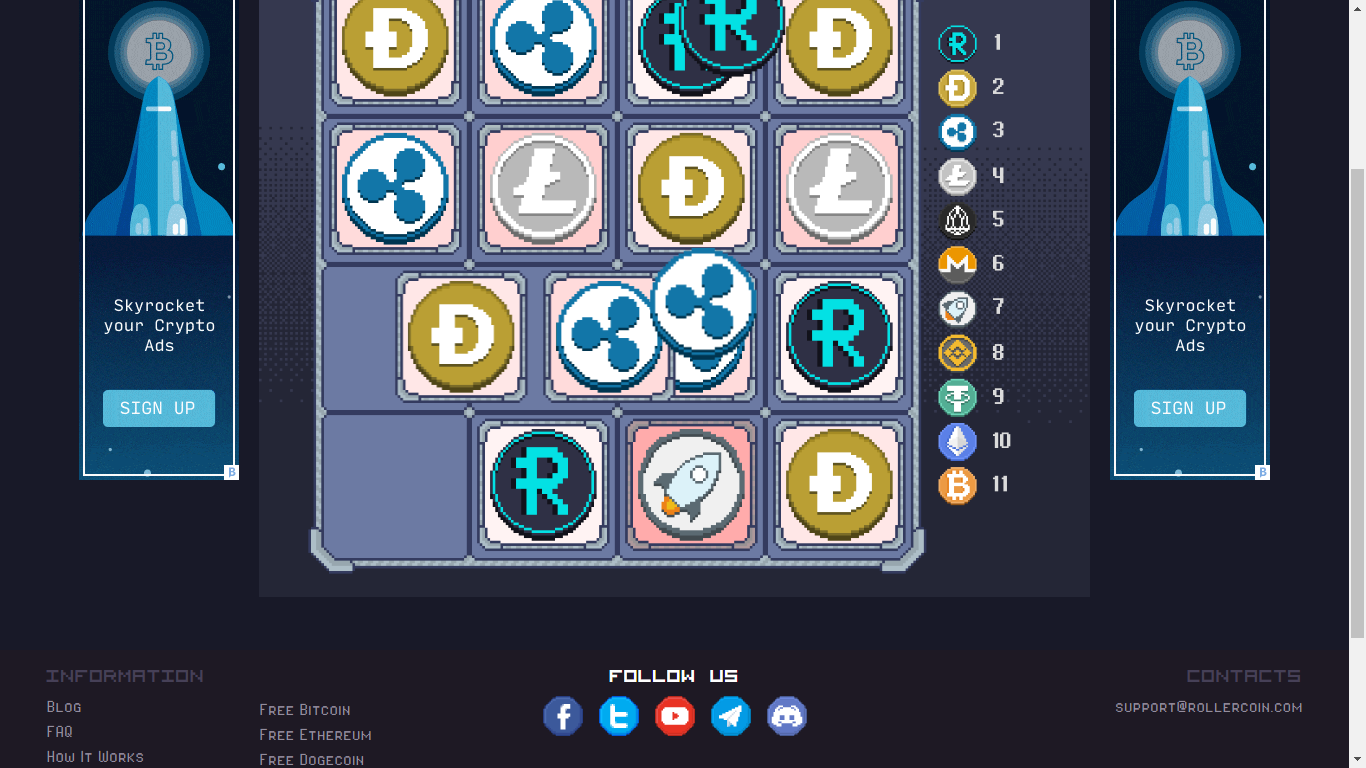 1
2
3
4
5
6
7
8
9
10
11
Skyrocket
your Crypto
Ads
SIGN UP
B
Skyrocket
your Crypto
Ads
SIGN UP
B
INFORMATION
Blog
FAQ
How It Works
Free Bitcoin
Free Ethereum
Free Dogecoin
FOLLOW US
CONTACTS
support@rollercoin.com